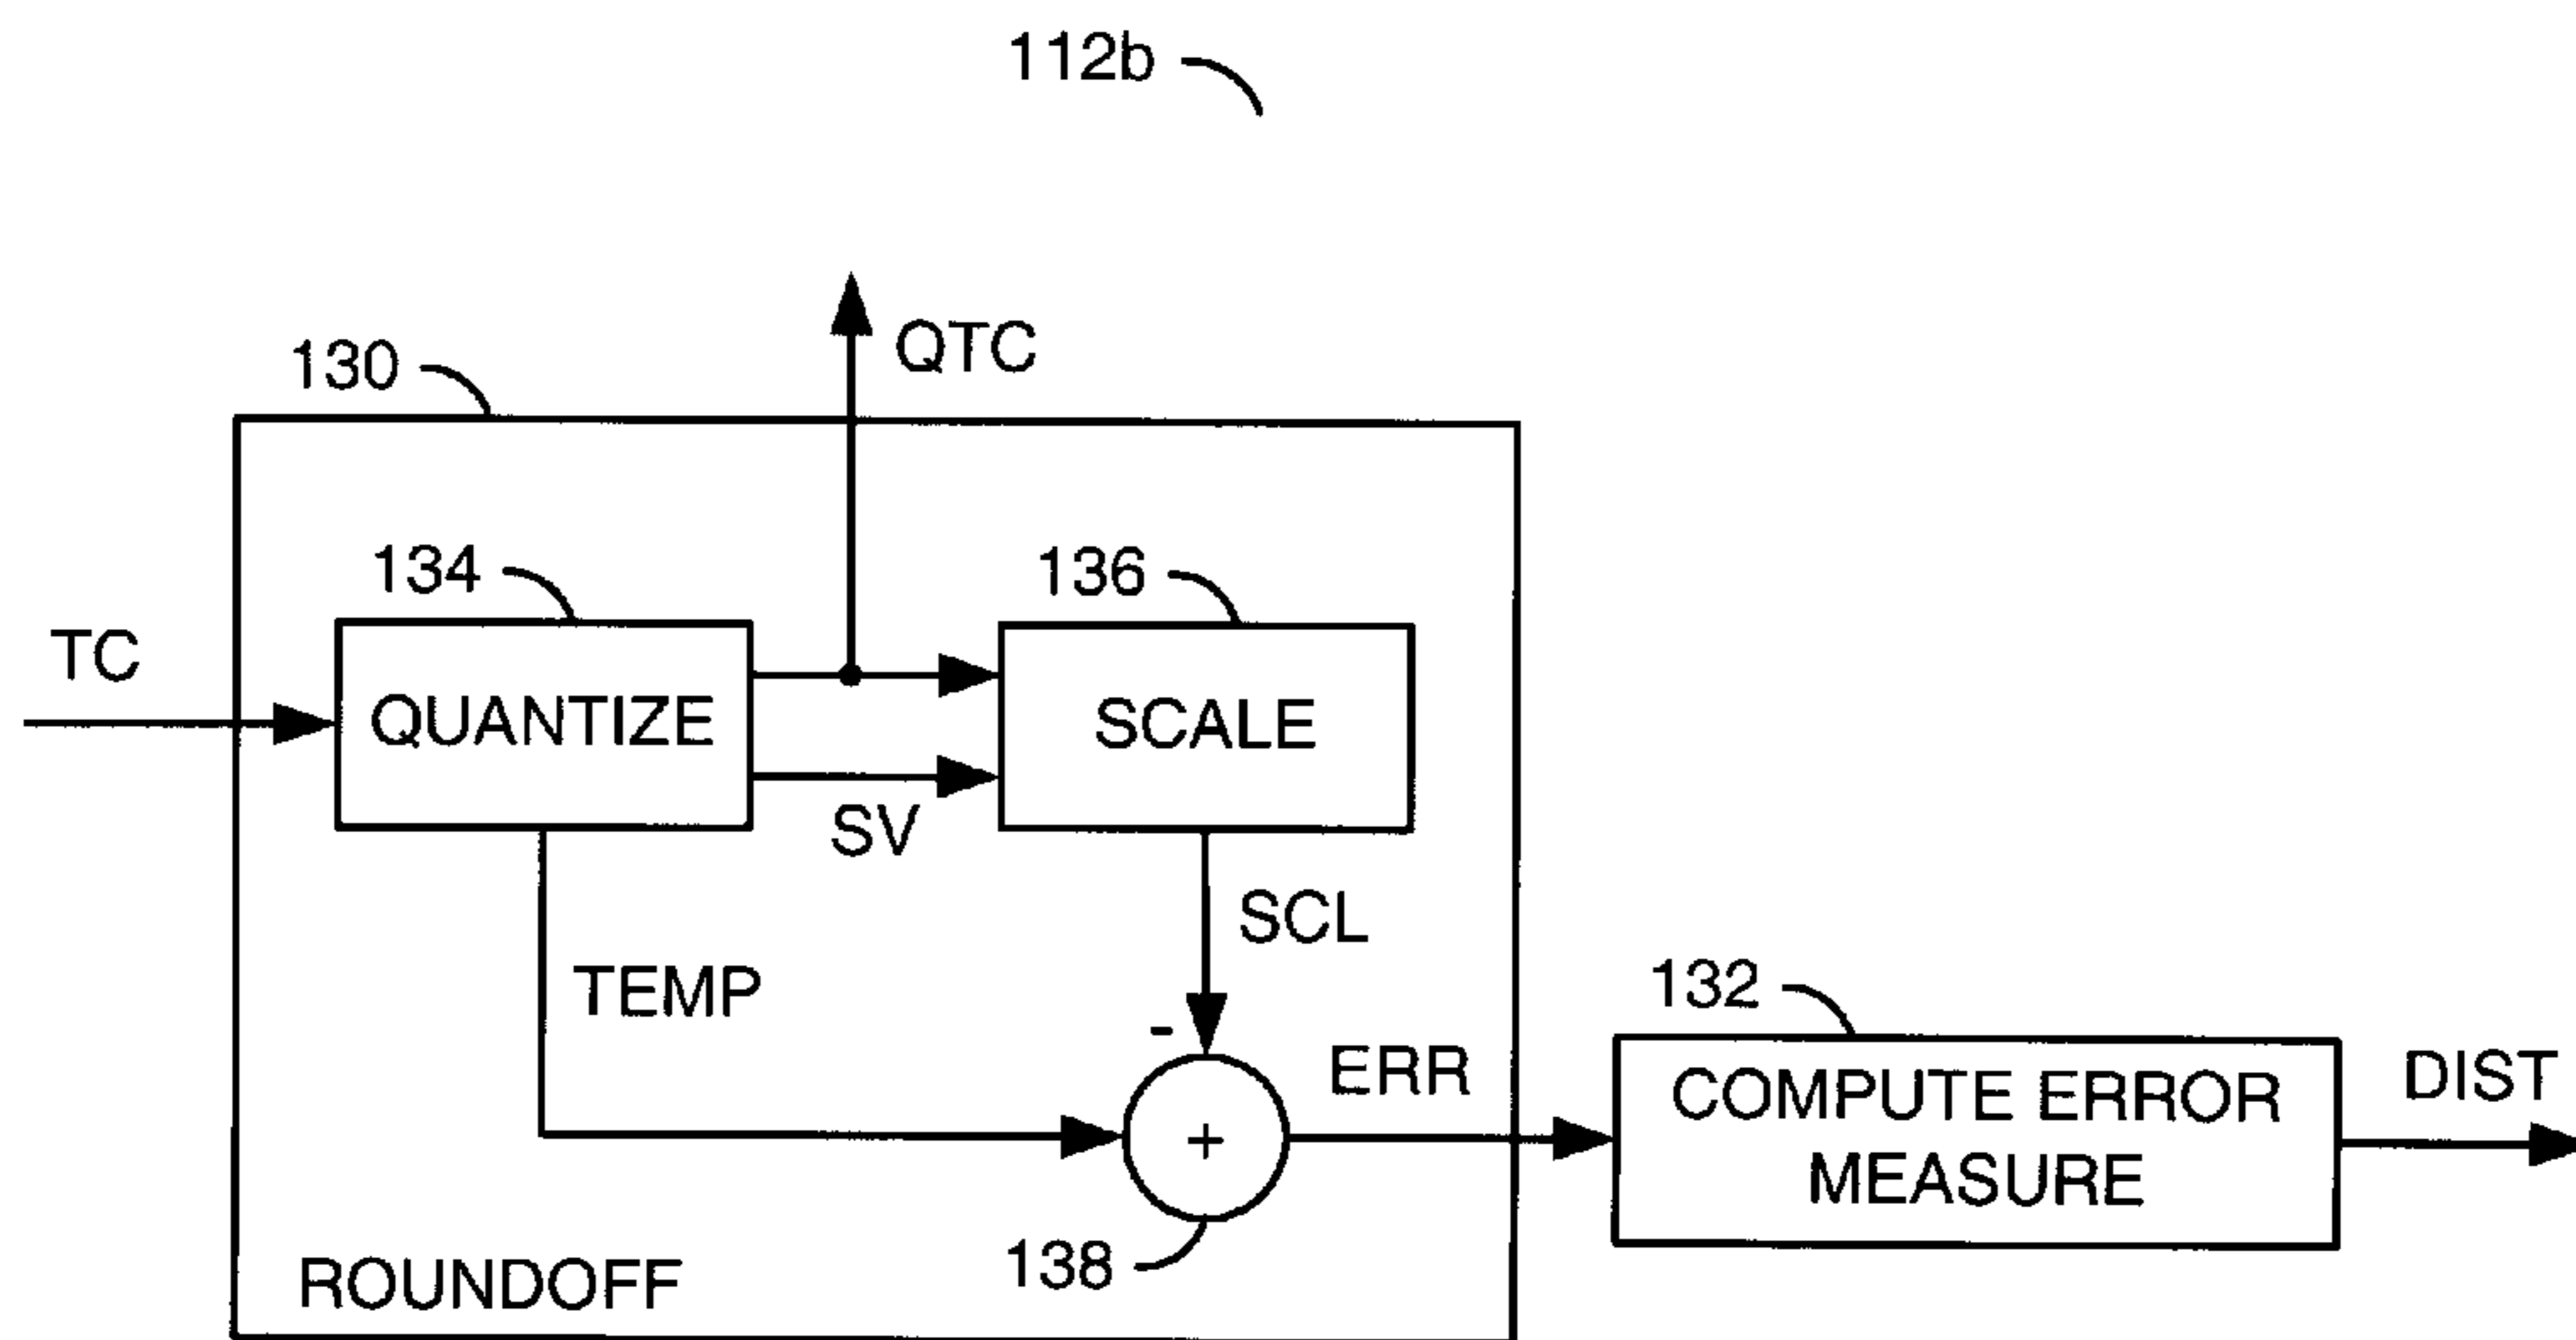 112b
QTC
130
134
136
TC
QUANTIZE
SCALE
SV
SCL
TEMP
132
-
ERR
COMPUTE ERROR
MEASURE
DIST
+
138
ROUNDOFF